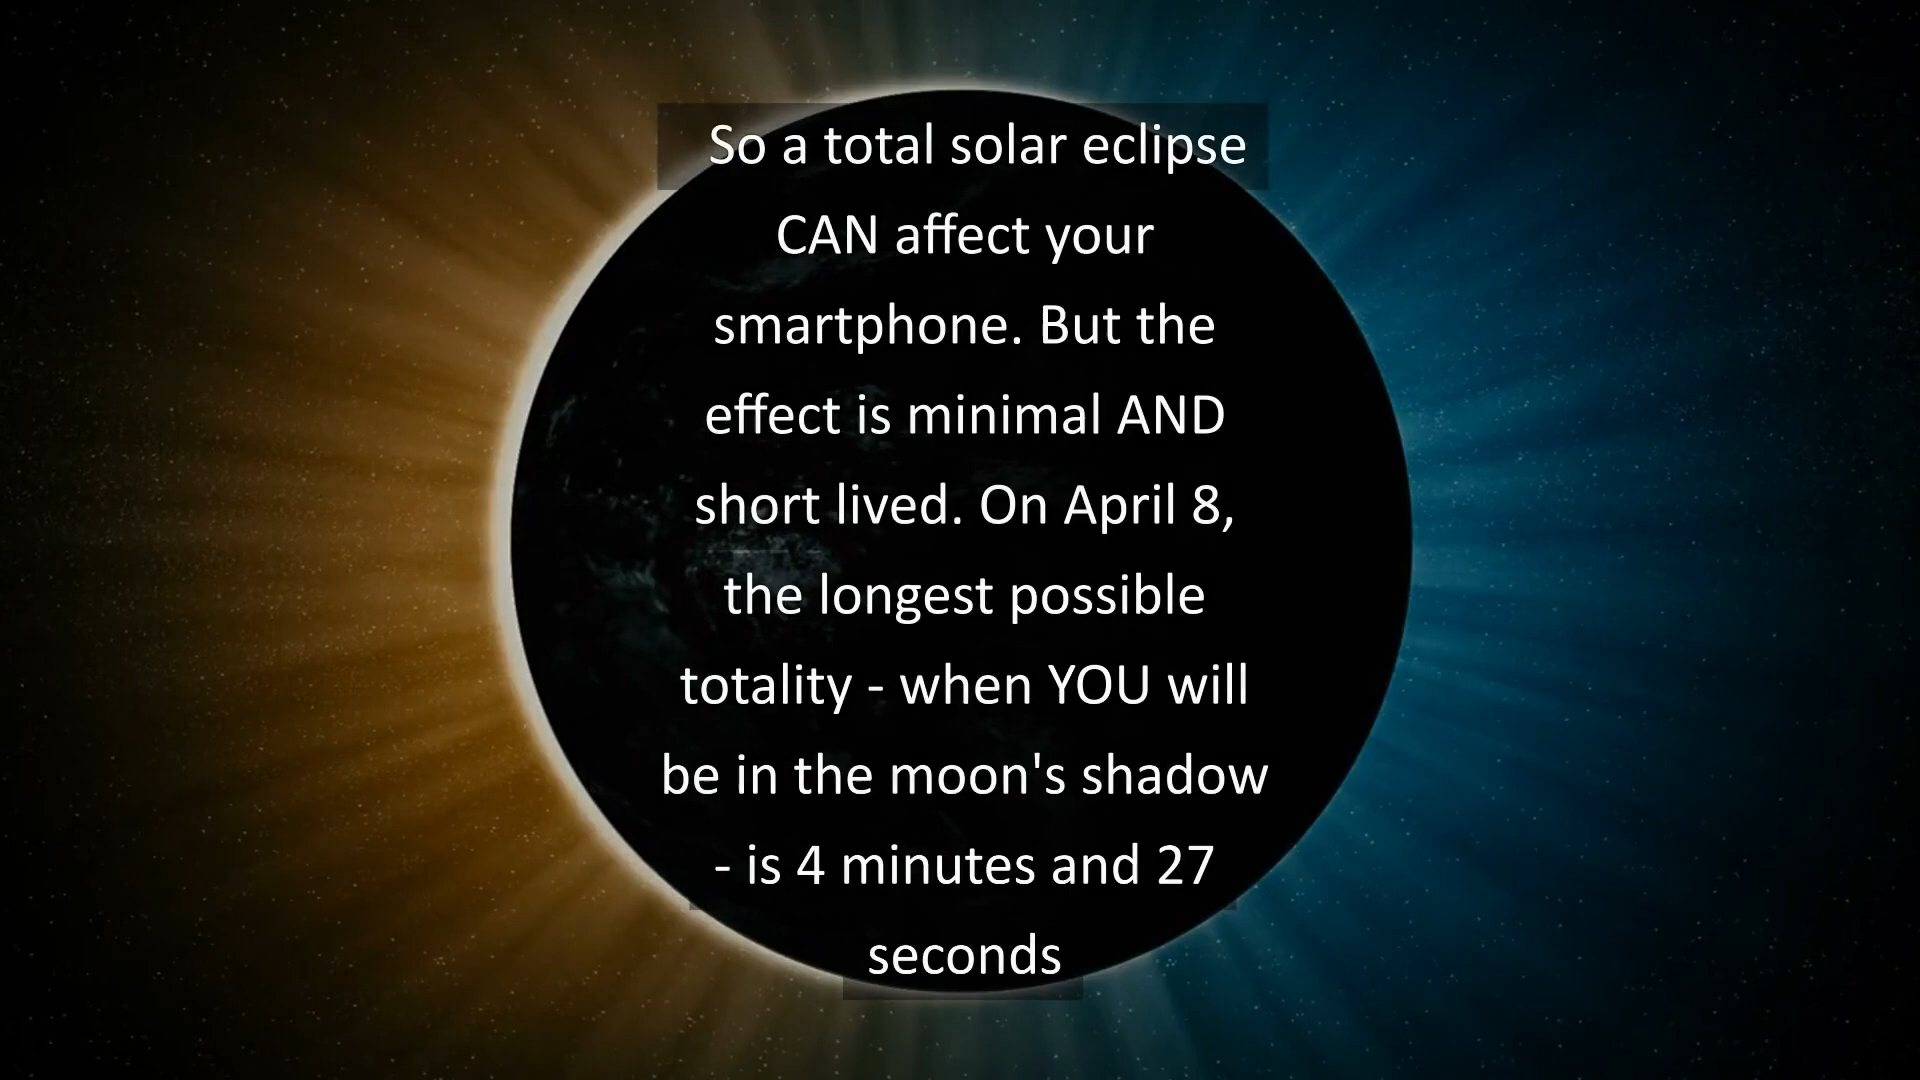 So a total solar eclipse
CAN affect your
smartphone. But the
effect is minimal AND
short lived. On April 8,
the longest possible
totality - when YOU will
be in the moon's shadow
- is 4 minutes and 27
seconds